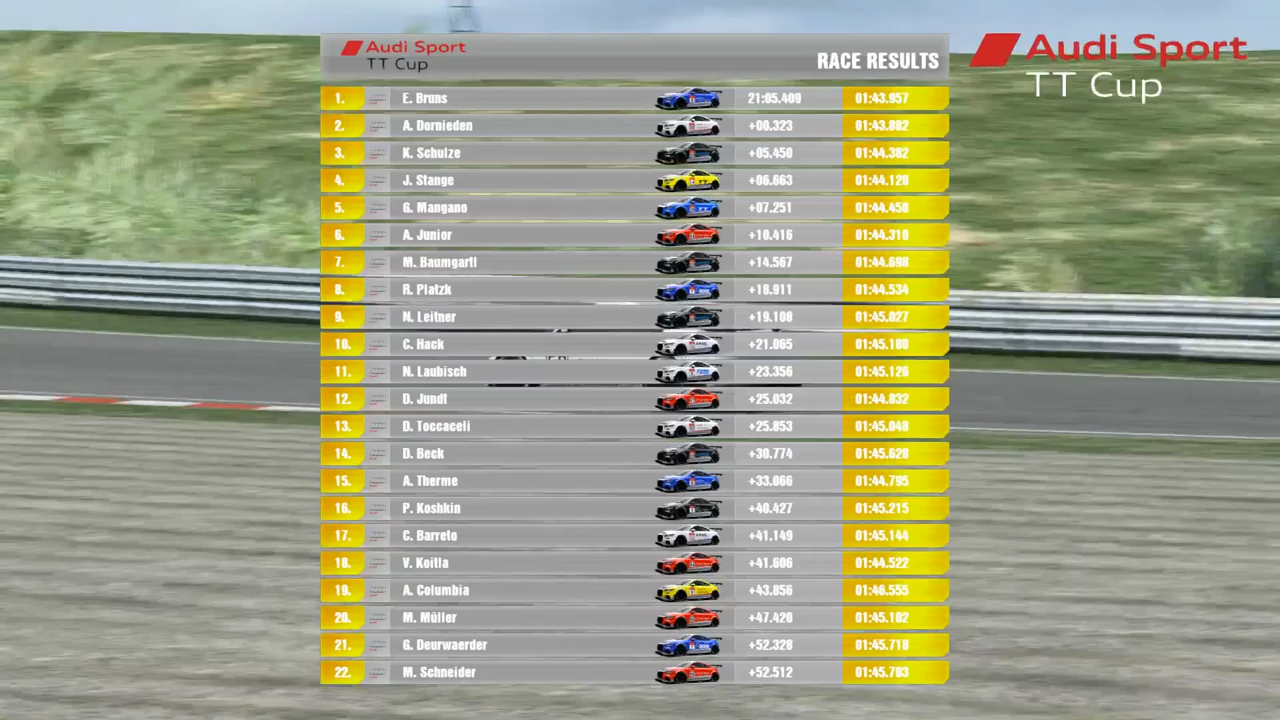 Audi Sport
TT Cup
RACE RESULTS
Audi Sport
TT Cup
1. E. Bruns 21:05.409 01:43.957
2. A. Dornieden +00.323 01:43.882
3. K. Schulze +05.450 01:44.382
4. J. Stange +06.663 01:44.120
5. G. Mangano +07.251 01:44.450
6. A. Junior +10.416 01:44.310
7. M. Baumgartl +14.567 01:44.698
8. R. Platzk +18.911 01:44.534
9. N. Leitner +19.108 01:45.027
10. C. Hack +21.065 01:45.180
11. N. Laubisch +23.356 01:45.126
12. D. Jundt +25.032 01:44.832
13. D. Toccaceli +25.853 01:45.048
14. D. Beck +30.774 01:45.628
15. A. Therme +33.066 01:44.795
16. P. Koshkin +40.427 01:45.215
17. C. Barreto +41.149 01:45.144
18. V. Koilla +41.606 01:44.522
19. A. Columbia +43.856 01:46.555
20. M. Müller +47.420 01:45.102
21. G. Deurwaerder +52.328 01:45.718
22. M. Schneider +52.512 01:45.703